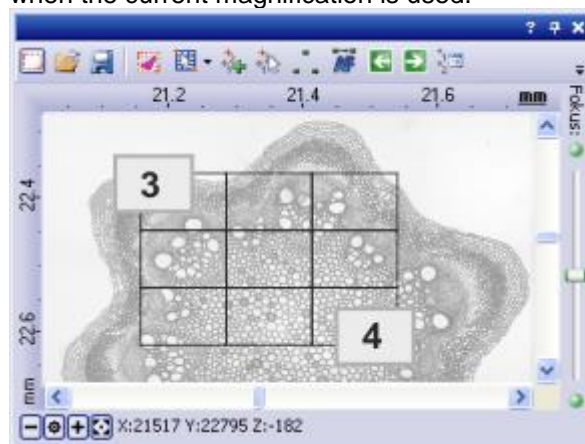 when the current magnification is used.
21,2 21,4 21,6 mm
Fokus:
22,4
3
22,6
4
mm
X:21517 Y:22795 Z:-182